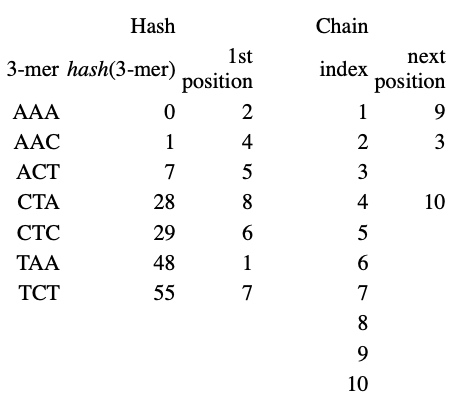 Hash Chain
3-mer hash(3-mer) 1st position index next position
AAA 0 2 1 9
AAC 1 4 2 3
ACT 7 5 3
CTA 28 8 4 10
CTC 29 6 5
TAA 48 1 6
TCT 55 7 7
8
9
10